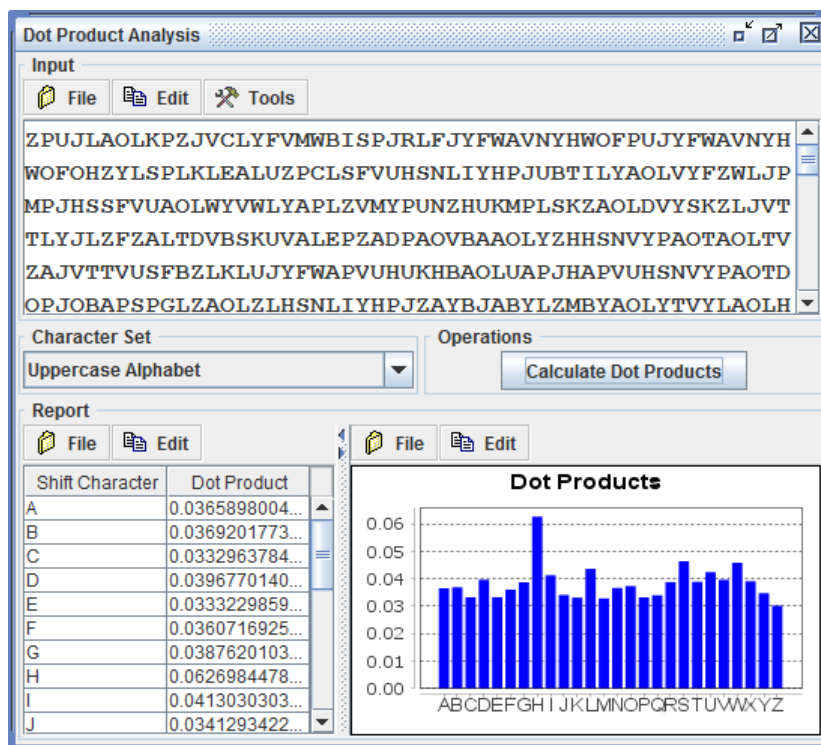 Dot Product Analysis
Input
File Edit Tools
ZPUJLAOLKPZJVCLYFVMWBISPJRLFJYFWAVNYHWOFPUJYFWAVNYH
WOFOHZYLSPLKLEALUZPCLSFVUHSNLIYHPJUBTILYAOLVYFZWLJP
MPJHSSFVUAOLWYVWLYAPLZVMYPUNZHUKMPLSKZAOLDVYSKZLJVT
TLYJLZFZALTDVBSKUVALEPZADPAOVBAAOLYZHHSNVYPAOTAOLTV
ZAJVTTVUSFBZLKLUJYFWAPVUHUKHBAOLUAPJHAPVUHSNVYPAOTD
OPJOBAPSPGLZAOLZLHSNLIYHPJZAYBJABYLZMBYAOLYTVYLAOLH
Character Set
Uppercase Alphabet
Operations
Calculate Dot Products
Report
File Edit
Shift Character Dot Product
A 0.0365898004...
B 0.0369201773...
C 0.0332963784...
D 0.0396770140...
E 0.0333229859...
F 0.0360716925...
G 0.0387620103...
H 0.0626984478...
I 0.0413030303...
J 0.0341293422...
File Edit
Dot Products
0.06
0.05
0.04
0.03
0.02
0.01
0.00
ABCDEFGHIJKLMNOPQRSTUVWXYZ